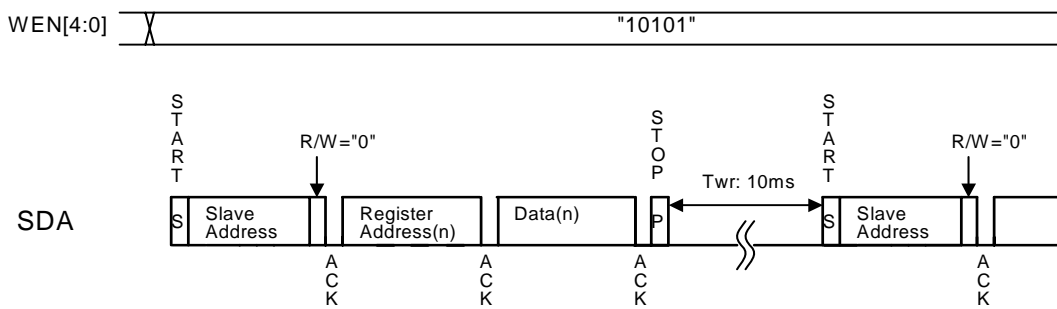 WEN[4:0] "10101"
START STOP START
R/W="0" R/W="0"
Twr: 10ms
SDA S Slave Address Register Address(n) Data(n) P S Slave Address
ACK ACK ACK ACK